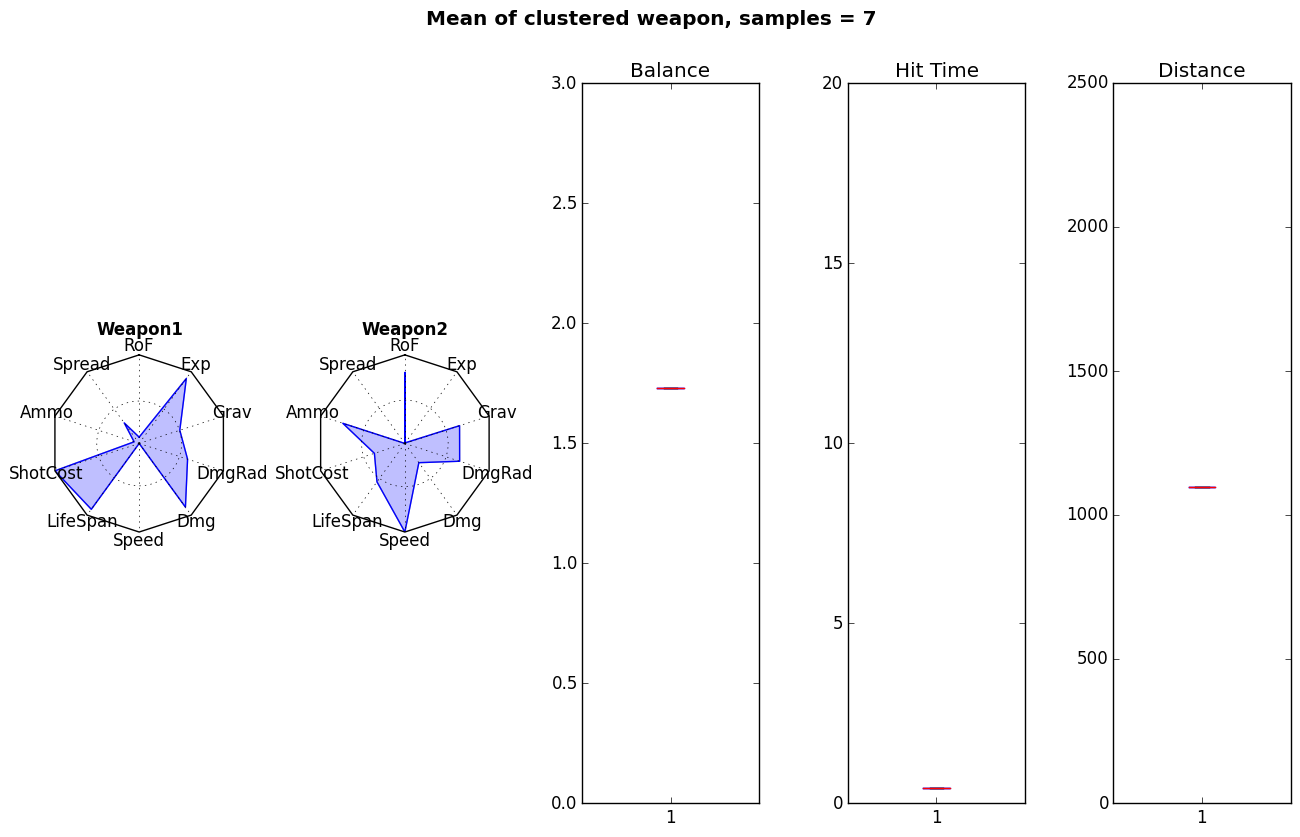 Mean of clustered weapon, samples = 7
Weapon1
RoF
Exp
Grav
DmgRad
Dmg
Speed
LifeSpan
ShotCost
Ammo
Spread
Weapon2
RoF
Exp
Grav
DmgRad
Dmg
Speed
LifeSpan
ShotCost
Ammo
Spread
Balance
3.0
2.5
2.0
1.5
1.0
0.5
0.0
1
Hit Time
20
15
10
5
0
1
Distance
2500
2000
1500
1000
500
0
1